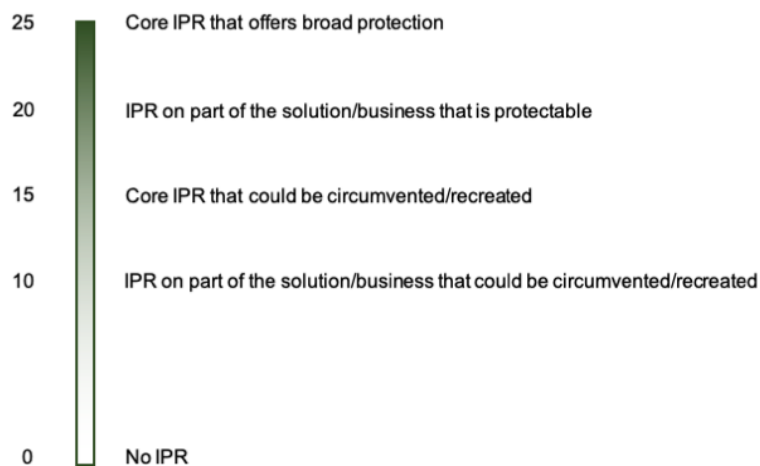 25 Core IPR that offers broad protection
20 IPR on part of the solution/business that is protectable
15 Core IPR that could be circumvented/recreated
10 IPR on part of the solution/business that could be circumvented/recreated
0 No IPR